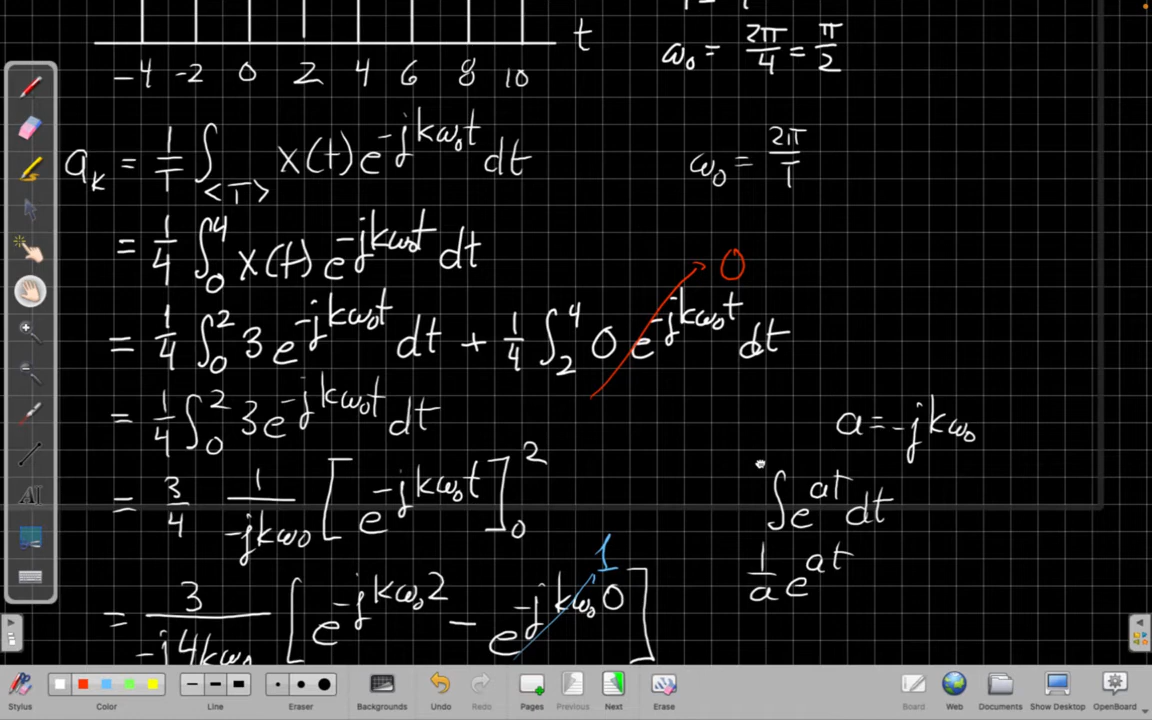 t
-4 -2 0 2 4 6 8 10
ω₀ = 2π/4 = π/2
aₖ = 1/T ∫<T> x(t) e^(-jkω₀t) dt
ω₀ = 2π/T
= 1/4 ∫₀⁴ x(t) e^(-jkω₀t) dt
0
= 1/4 ∫₀² 3 e^(-jkω₀t) dt + 1/4 ∫₂⁴ 0 e^(-jkω₀t) dt
= 1/4 ∫₀² 3 e^(-jkω₀t) dt
a = -jkω₀
= 3/4 1/(-jkω₀) [e^(-jkω₀t)]₀²
∫ e^(at) dt
1/a e^(at)
1
= 3/(-j4kω₀) [e^(-jkω₀2) - e^(-jkω₀0)]
Stylus Color Line Eraser Backgrounds Undo Redo Pages Previous Next Erase Board Web Documents Show Desktop OpenBoard